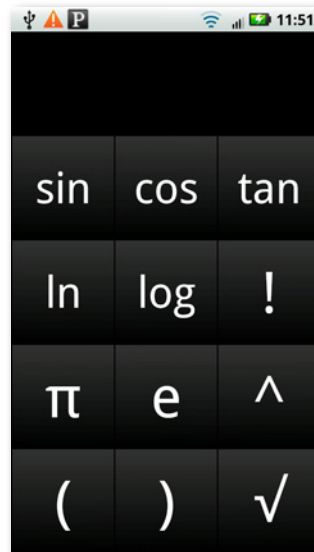 P 11:51
sin cos tan
ln log !
π e ^
( ) √